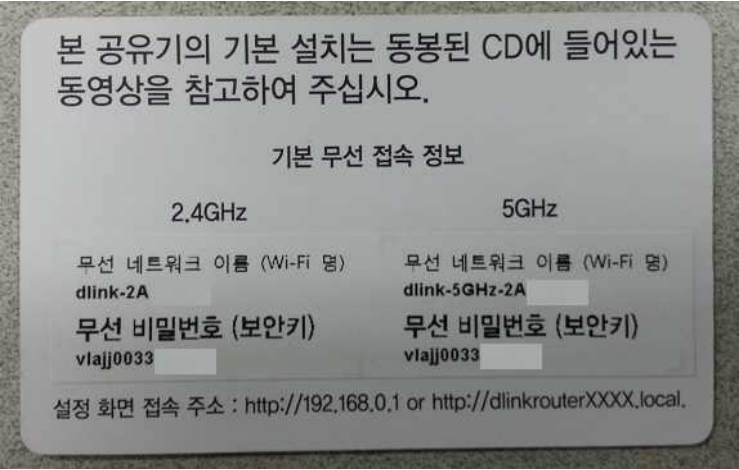 본 공유기의 기본 설치는 동봉된 CD에 들어있는
동영상을 참고하여 주십시오.
기본 무선 접속 정보
2.4GHz
5GHz
무선 네트워크 이름 (Wi-Fi 명)
dlink-2A
무선 비밀번호 (보안키)
vlajj0033
무선 네트워크 이름 (Wi-Fi 명)
dlink-5GHz-2A
무선 비밀번호 (보안키)
vlajj0033
설정 화면 접속 주소 : http://192.168.0.1 or http://dlinkrouterXXXX.local.